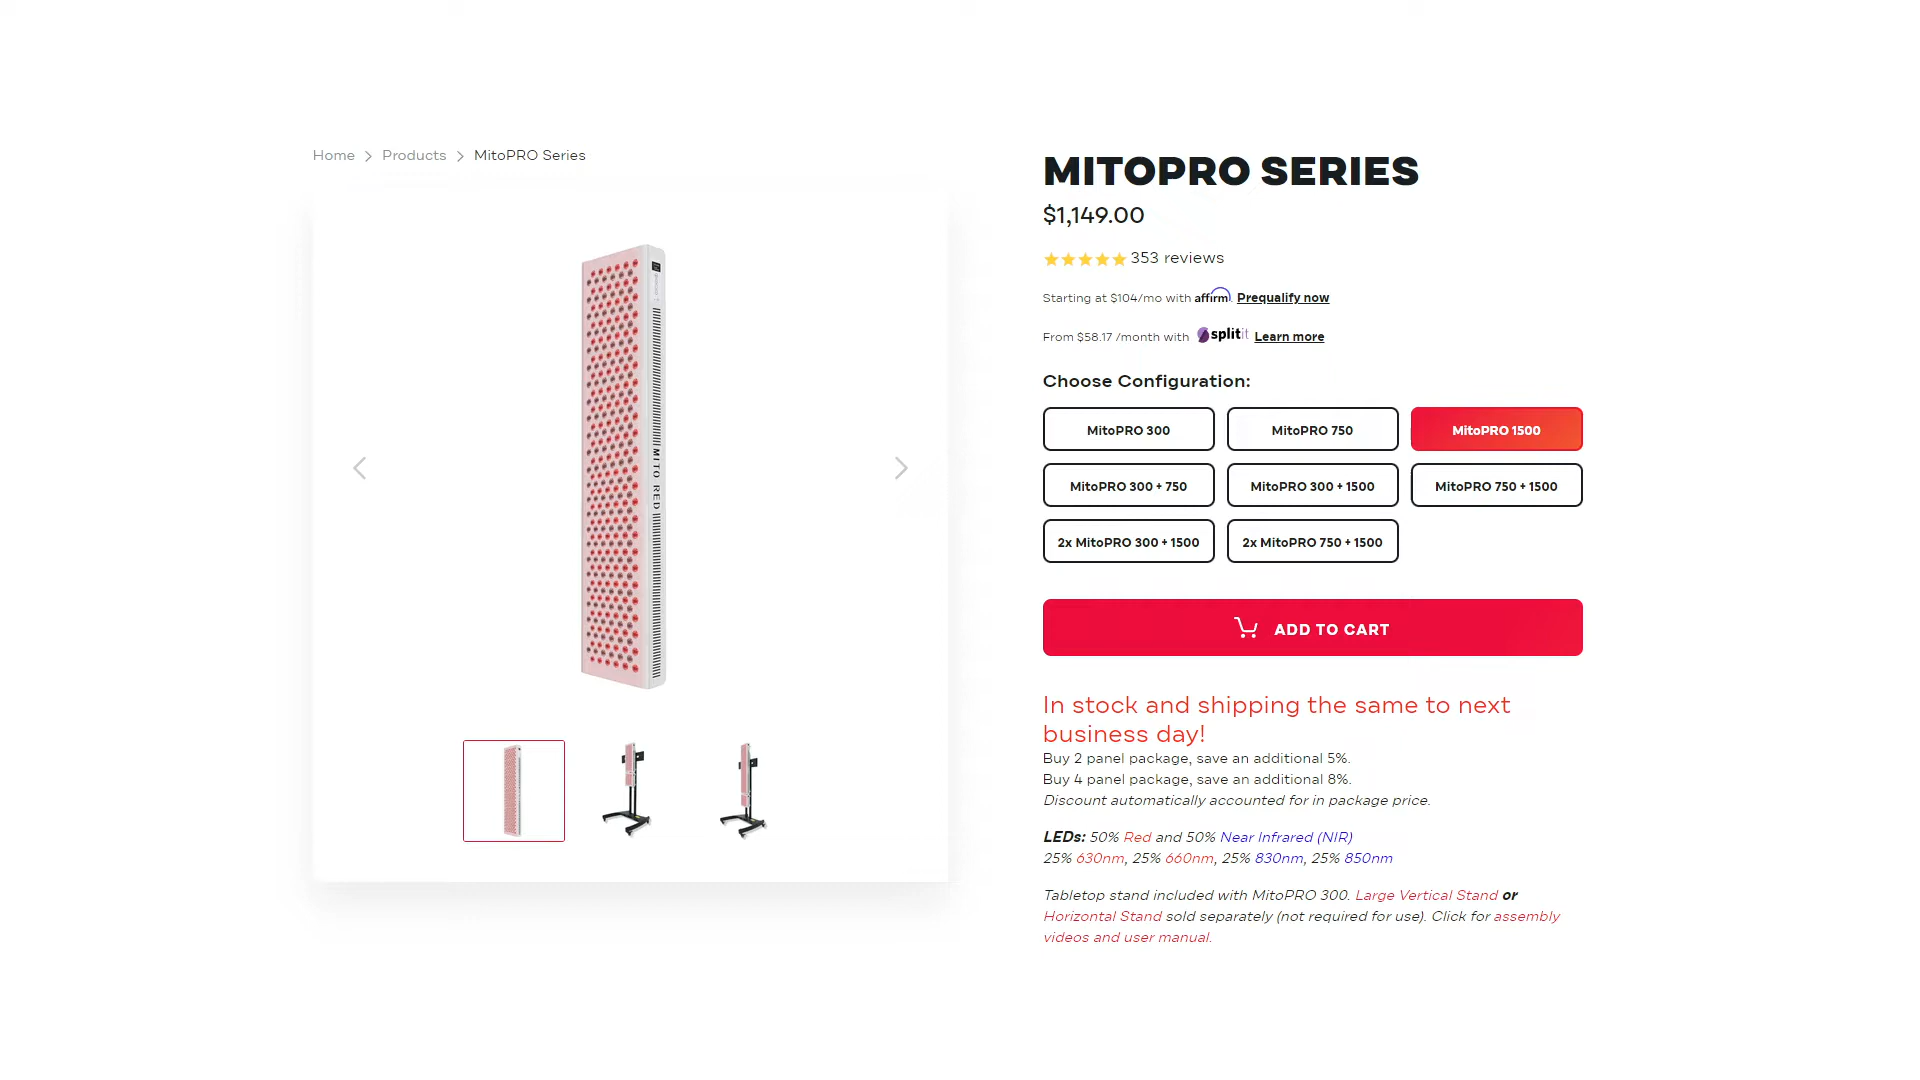 Home > Products > MitoPRO Series
MITO RED
MITOPRO SERIES
$1,149.00
353 reviews
Starting at $104/mo with affirm. Prequalify now
From $58.17 /month with splitit Learn more
Choose Configuration:
MitoPRO 300
MitoPRO 750
MitoPRO 1500
MitoPRO 300 + 750
MitoPRO 300 + 1500
MitoPRO 750 + 1500
2x MitoPRO 300 + 1500
2x MitoPRO 750 + 1500
ADD TO CART
In stock and shipping the same to next
business day!
Buy 2 panel package, save an additional 5%.
Buy 4 panel package, save an additional 8%.
Discount automatically accounted for in package price.
LEDs: 50% Red and 50% Near Infrared (NIR)
25% 630nm, 25% 660nm, 25% 830nm, 25% 850nm
Tabletop stand included with MitoPRO 300. Large Vertical Stand or
Horizontal Stand sold separately (not required for use). Click for assembly
videos and user manual.